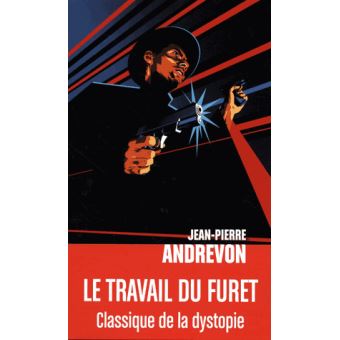 JEAN-PIERRE
ANDREVON
LE TRAVAIL DU FURET
Classique de la dystopie